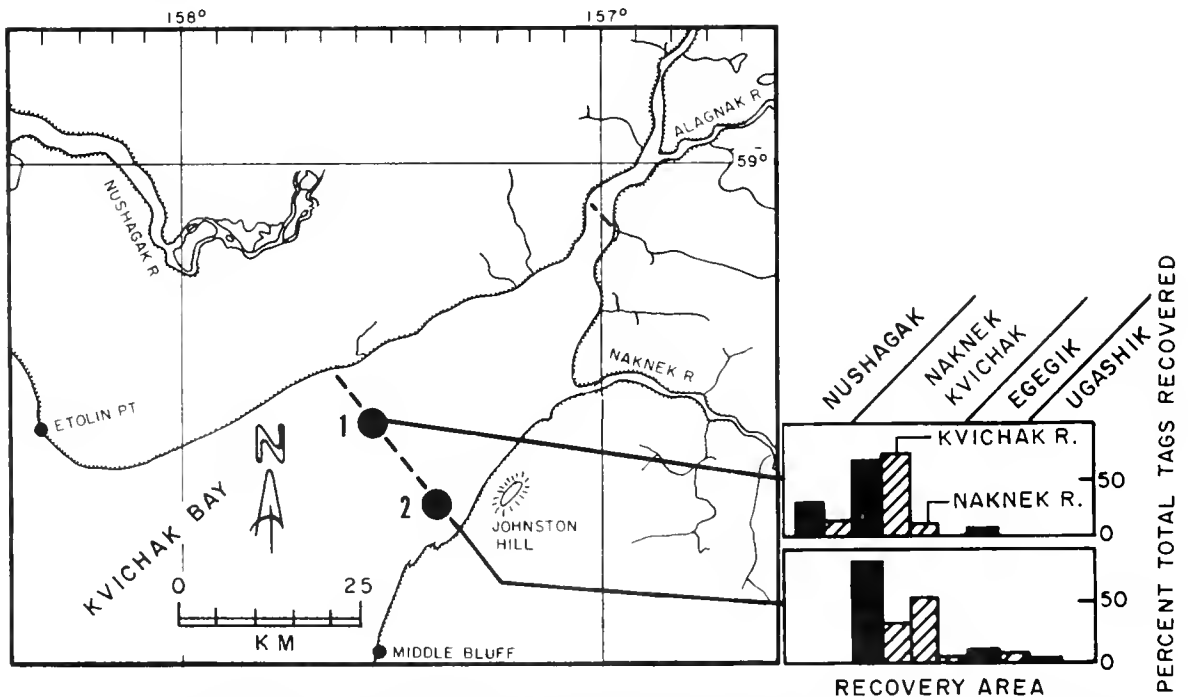 158° 157°
ALAGNAK R
59°
NUSHAGAK R
NAKNEK R
ETOLIN PT
1
2
N
JOHNSTON
HILL
KVICHAK BAY
0 25
KM
MIDDLE BLUFF
NUSHAGAK
NAKNEK
KVICHAK
EGEGIK
UGASHIK
KVICHAK R.
NAKNEK R.
50
0
50
0
RECOVERY AREA
PERCENT TOTAL TAGS RECOVERED